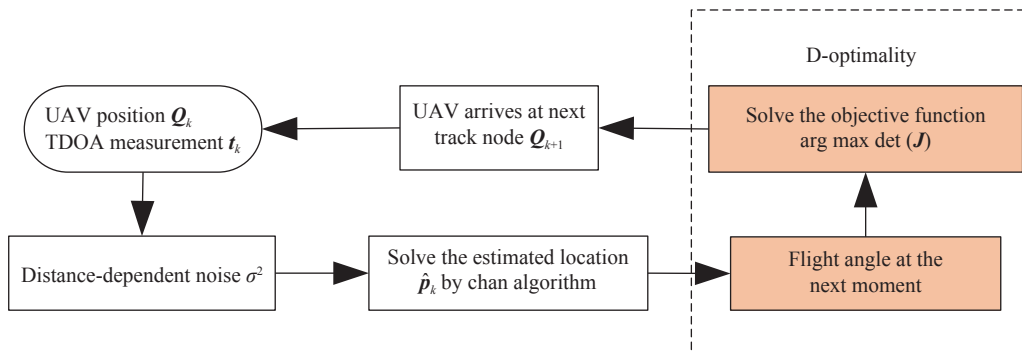 D-optimality
UAV position Q_k
TDOA measurement t_k
UAV arrives at next
track node Q_{k+1}
Solve the objective function
arg max det (J)
Distance-dependent noise σ²
Solve the estimated location
p̂_k by chan algorithm
Flight angle at the
next moment